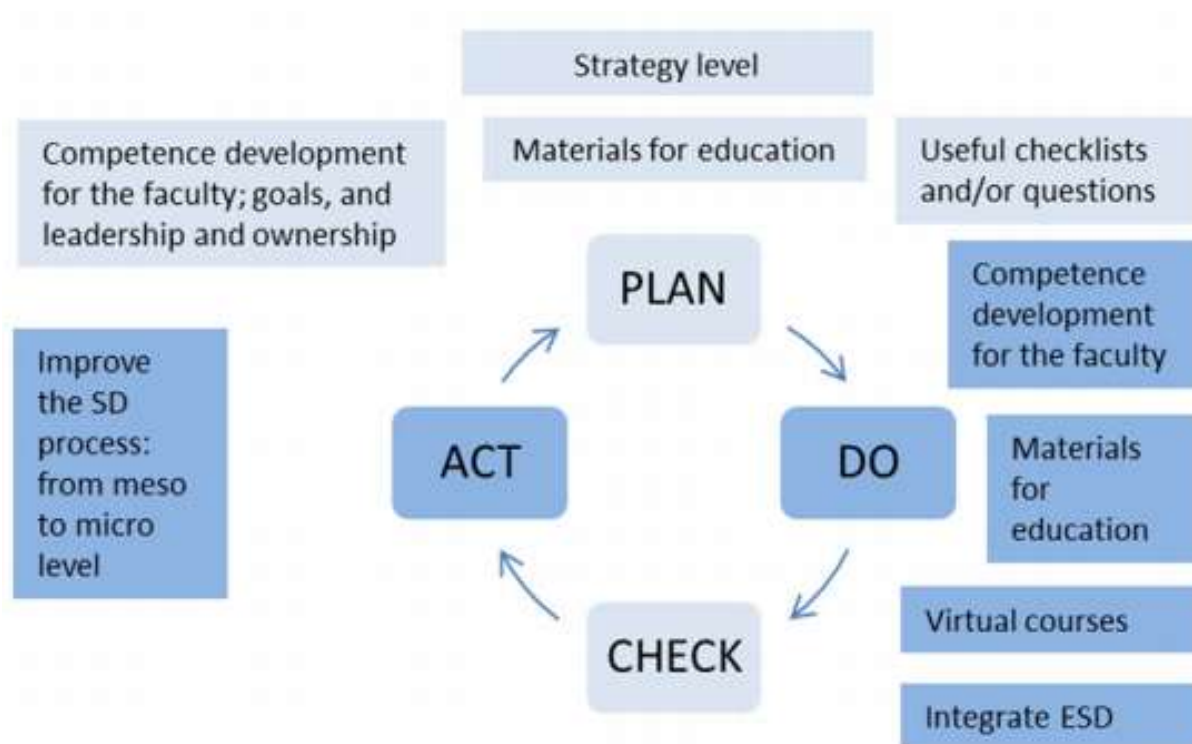 Strategy level
Competence development
for the faculty; goals, and
leadership and ownership
Materials for education
Useful checklists
and/or questions
PLAN
Competence
development
for the faculty
Improve
the SD
process:
from meso
to micro
level
ACT
DO
Materials
for
education
CHECK
Virtual courses
Integrate ESD